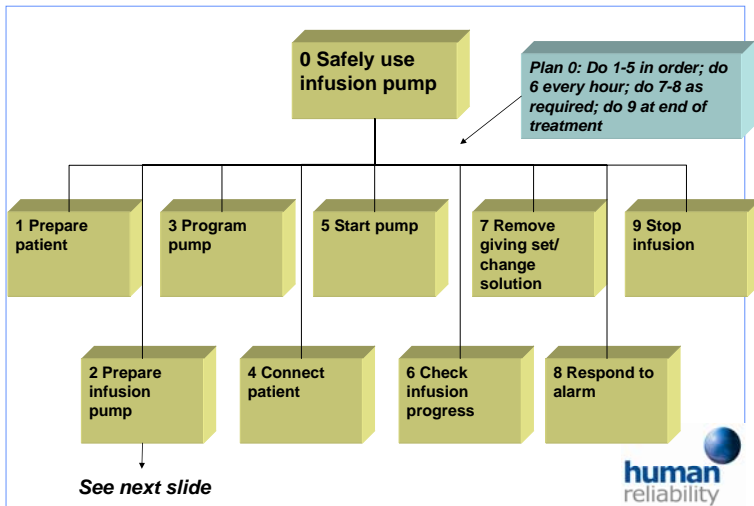 0 Safely use
infusion pump
Plan 0: Do 1-5 in order; do
6 every hour; do 7-8 as
required; do 9 at end of
treatment
1 Prepare
patient
3 Program
pump
5 Start pump
7 Remove
giving set/
change
solution
9 Stop
infusion
2 Prepare
infusion
pump
4 Connect
patient
6 Check
infusion
progress
8 Respond to
alarm
See next slide
human
reliability